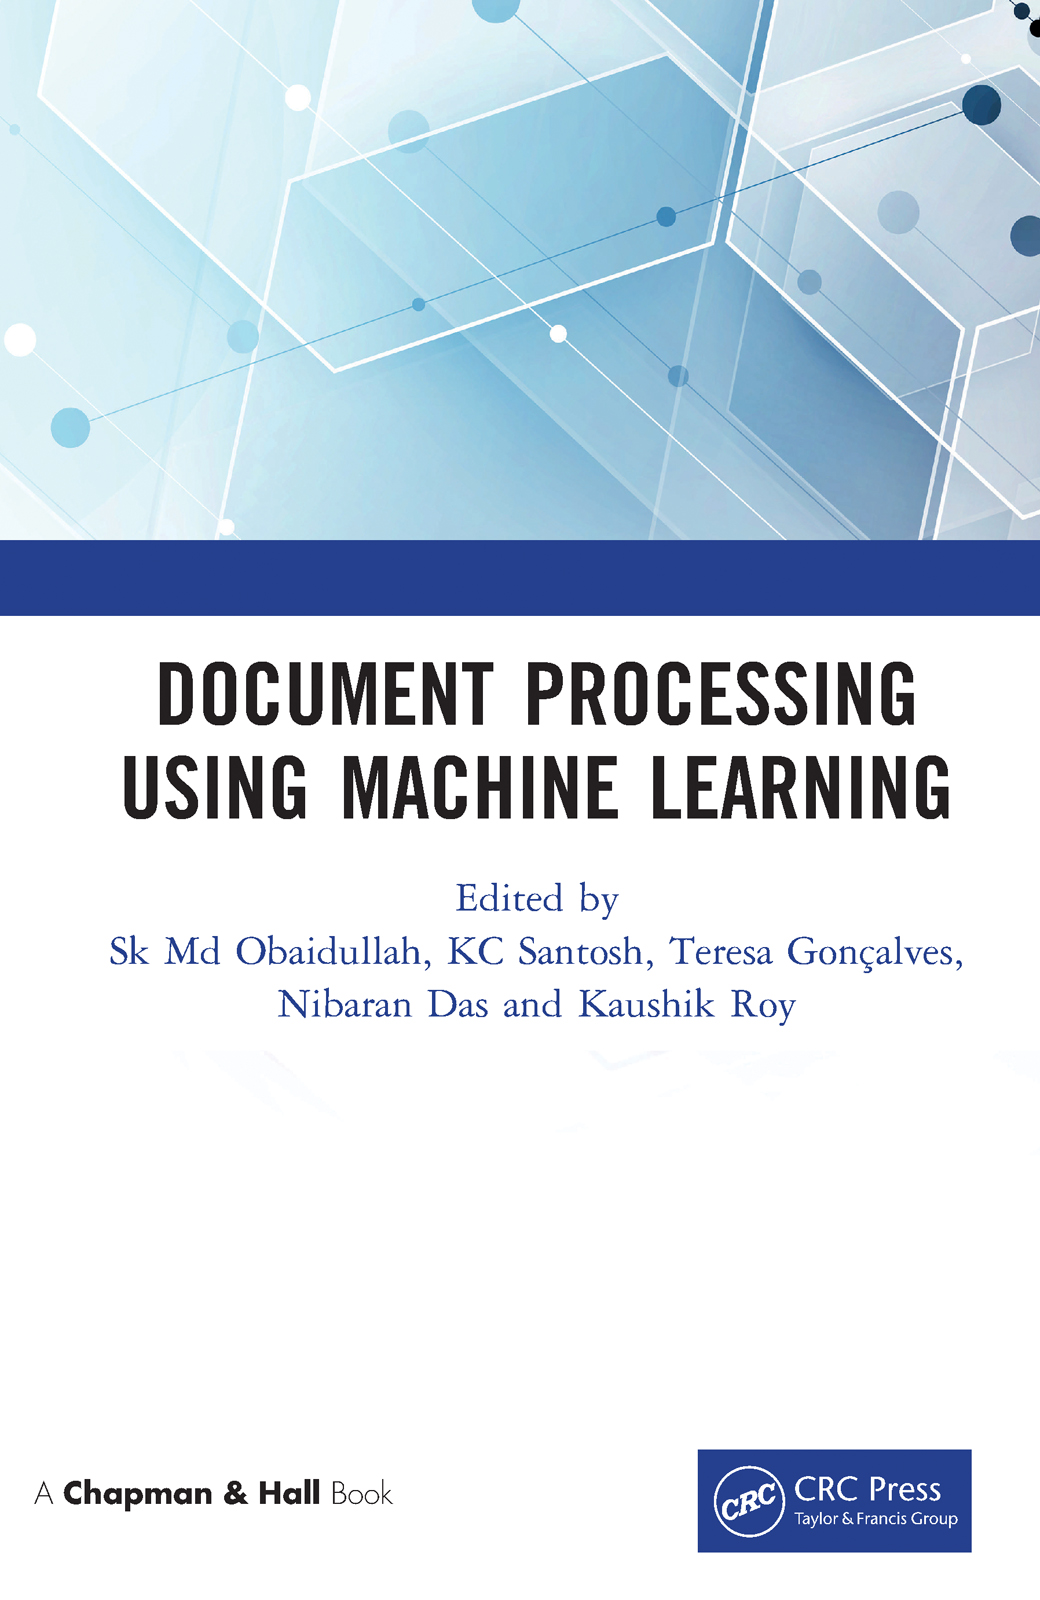 DOCUMENT PROCESSING
USING MACHINE LEARNING
Edited by
Sk Md Obaidullah, KC Santosh, Teresa Gonçalves,
Nibaran Das and Kaushik Roy
A Chapman & Hall Book
CRC
CRC Press
Taylor & Francis Group